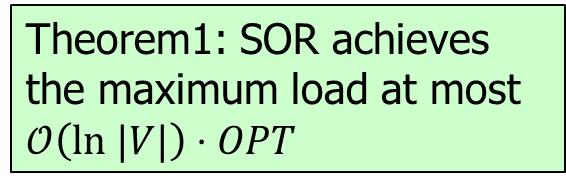 Theorem1: SOR achieves
the maximum load at most
𝒪(ln |V|) · OPT